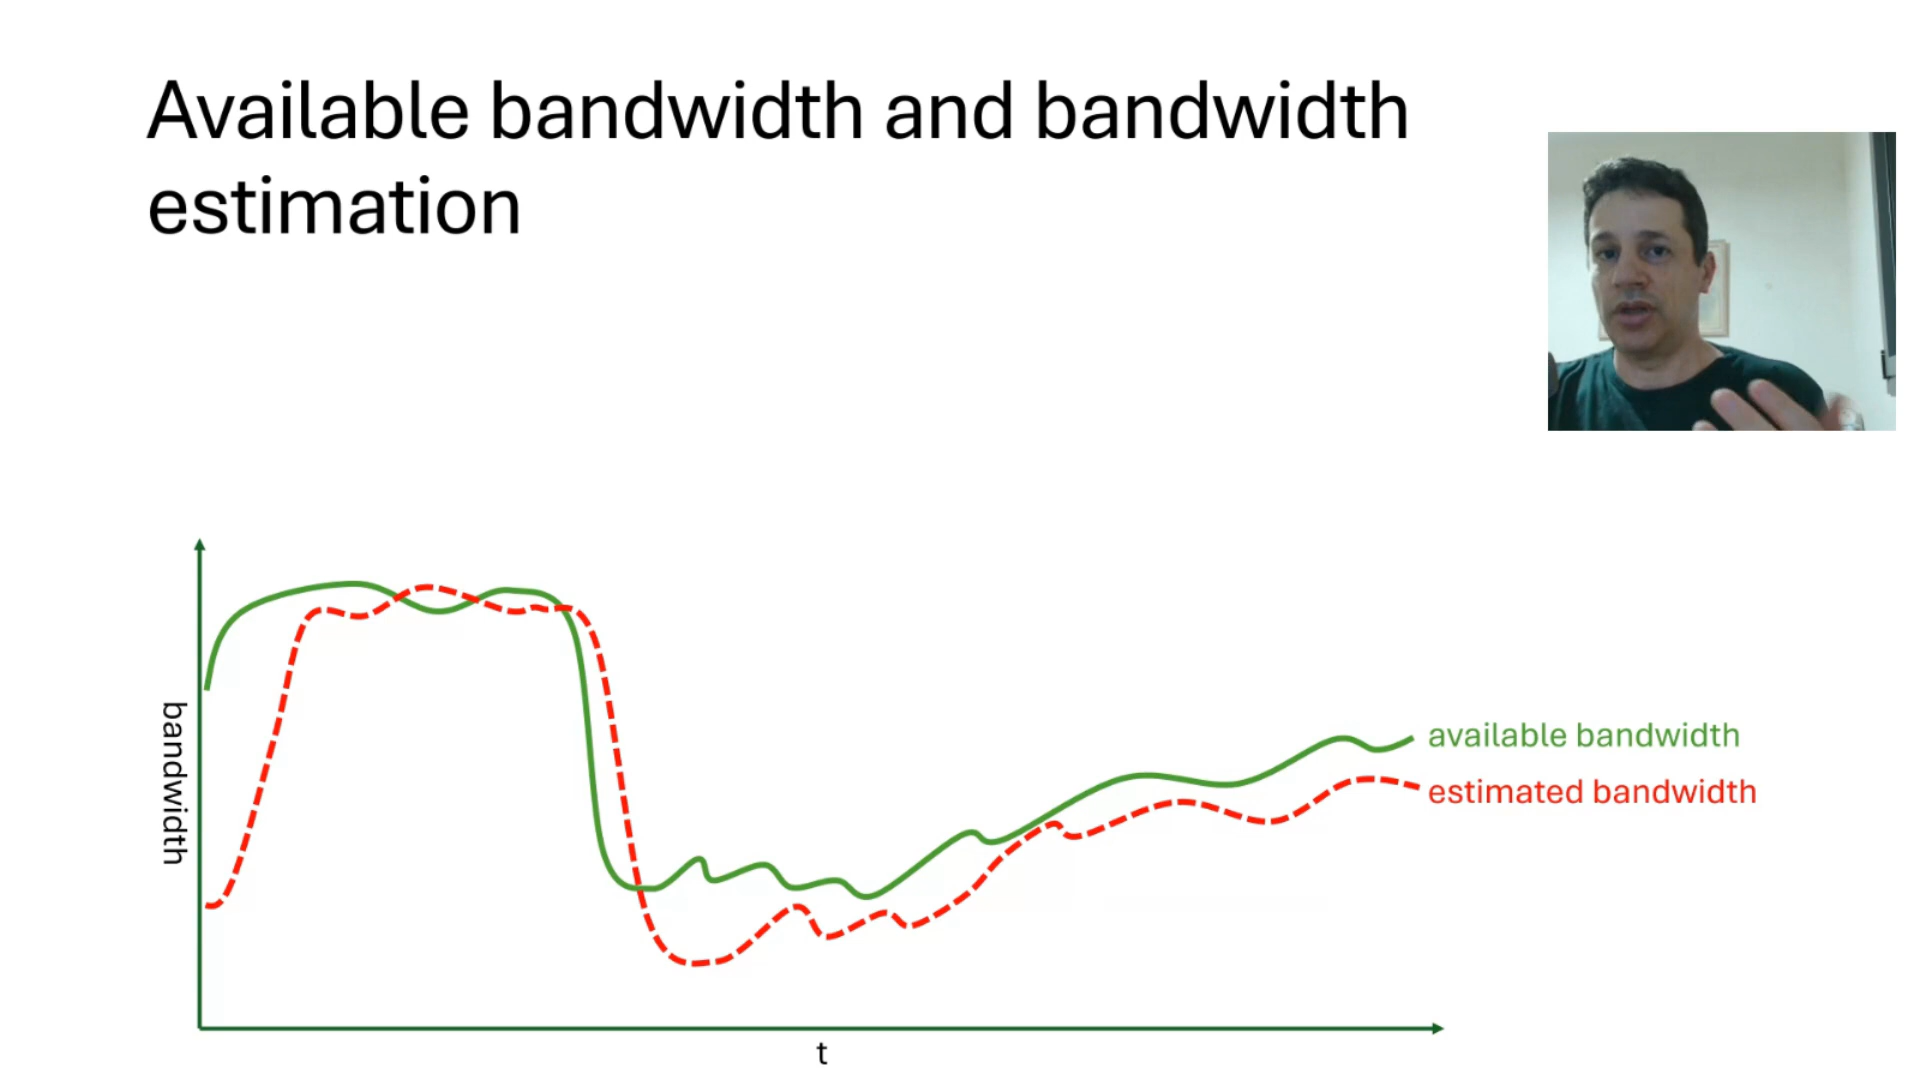 Available bandwidth and bandwidth
estimation
bandwidth
available bandwidth
estimated bandwidth
t